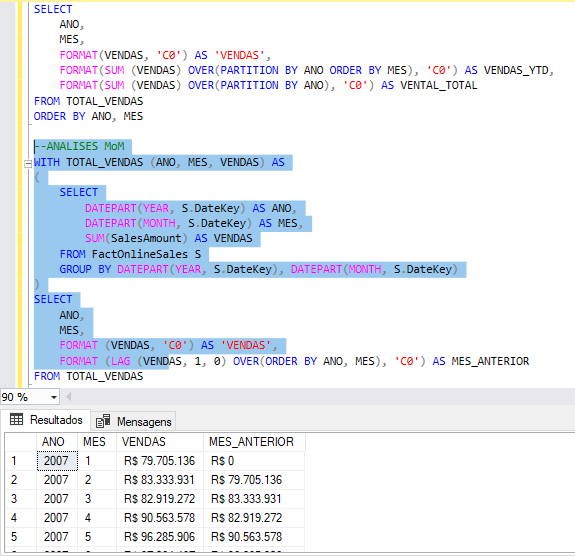 SELECT
ANO,
MES,
FORMAT(VENDAS, 'C0') AS 'VENDAS',
FORMAT(SUM (VENDAS) OVER(PARTITION BY ANO ORDER BY MES), 'C0') AS VENDAS_YTD,
FORMAT(SUM (VENDAS) OVER(PARTITION BY ANO), 'C0') AS VENTAL_TOTAL
FROM TOTAL_VENDAS
ORDER BY ANO, MES
--ANALISES MoM
WITH TOTAL_VENDAS (ANO, MES, VENDAS) AS
(
SELECT
DATEPART(YEAR, S.DateKey) AS ANO,
DATEPART(MONTH, S.DateKey) AS MES,
SUM(SalesAmount) AS VENDAS
FROM FactOnlineSales S
GROUP BY DATEPART(YEAR, S.DateKey), DATEPART(MONTH, S.DateKey)
)
SELECT
ANO,
MES,
FORMAT (VENDAS, 'C0') AS 'VENDAS',
FORMAT (LAG (VENDAS, 1, 0) OVER(ORDER BY ANO, MES), 'C0') AS MES_ANTERIOR
FROM TOTAL_VENDAS
90 %
Resultados Mensagens
ANO MES VENDAS MES_ANTERIOR
1 2007 1 R$ 79.705.136 R$ 0
2 2007 2 R$ 83.333.931 R$ 79.705.136
3 2007 3 R$ 82.919.272 R$ 83.333.931
4 2007 4 R$ 90.563.578 R$ 82.919.272
5 2007 5 R$ 96.285.906 R$ 90.563.578